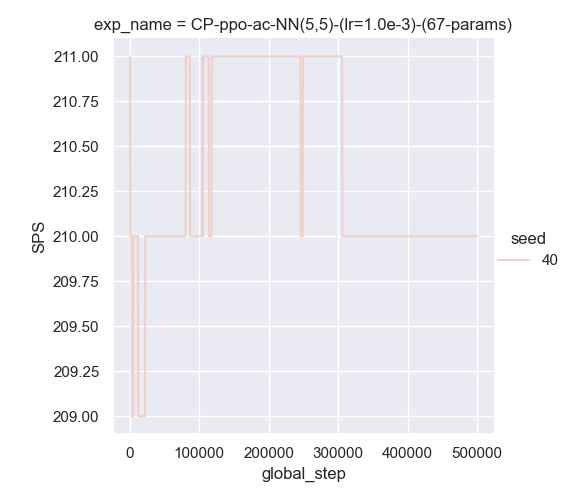 exp_name = CP-ppo-ac-NN(5,5)-(lr=1.0e-3)-(67-params)
211.00
210.75
210.50
210.25
210.00
209.75
209.50
209.25
209.00
SPS
seed
40
0 100000 200000 300000 400000 500000
global_step